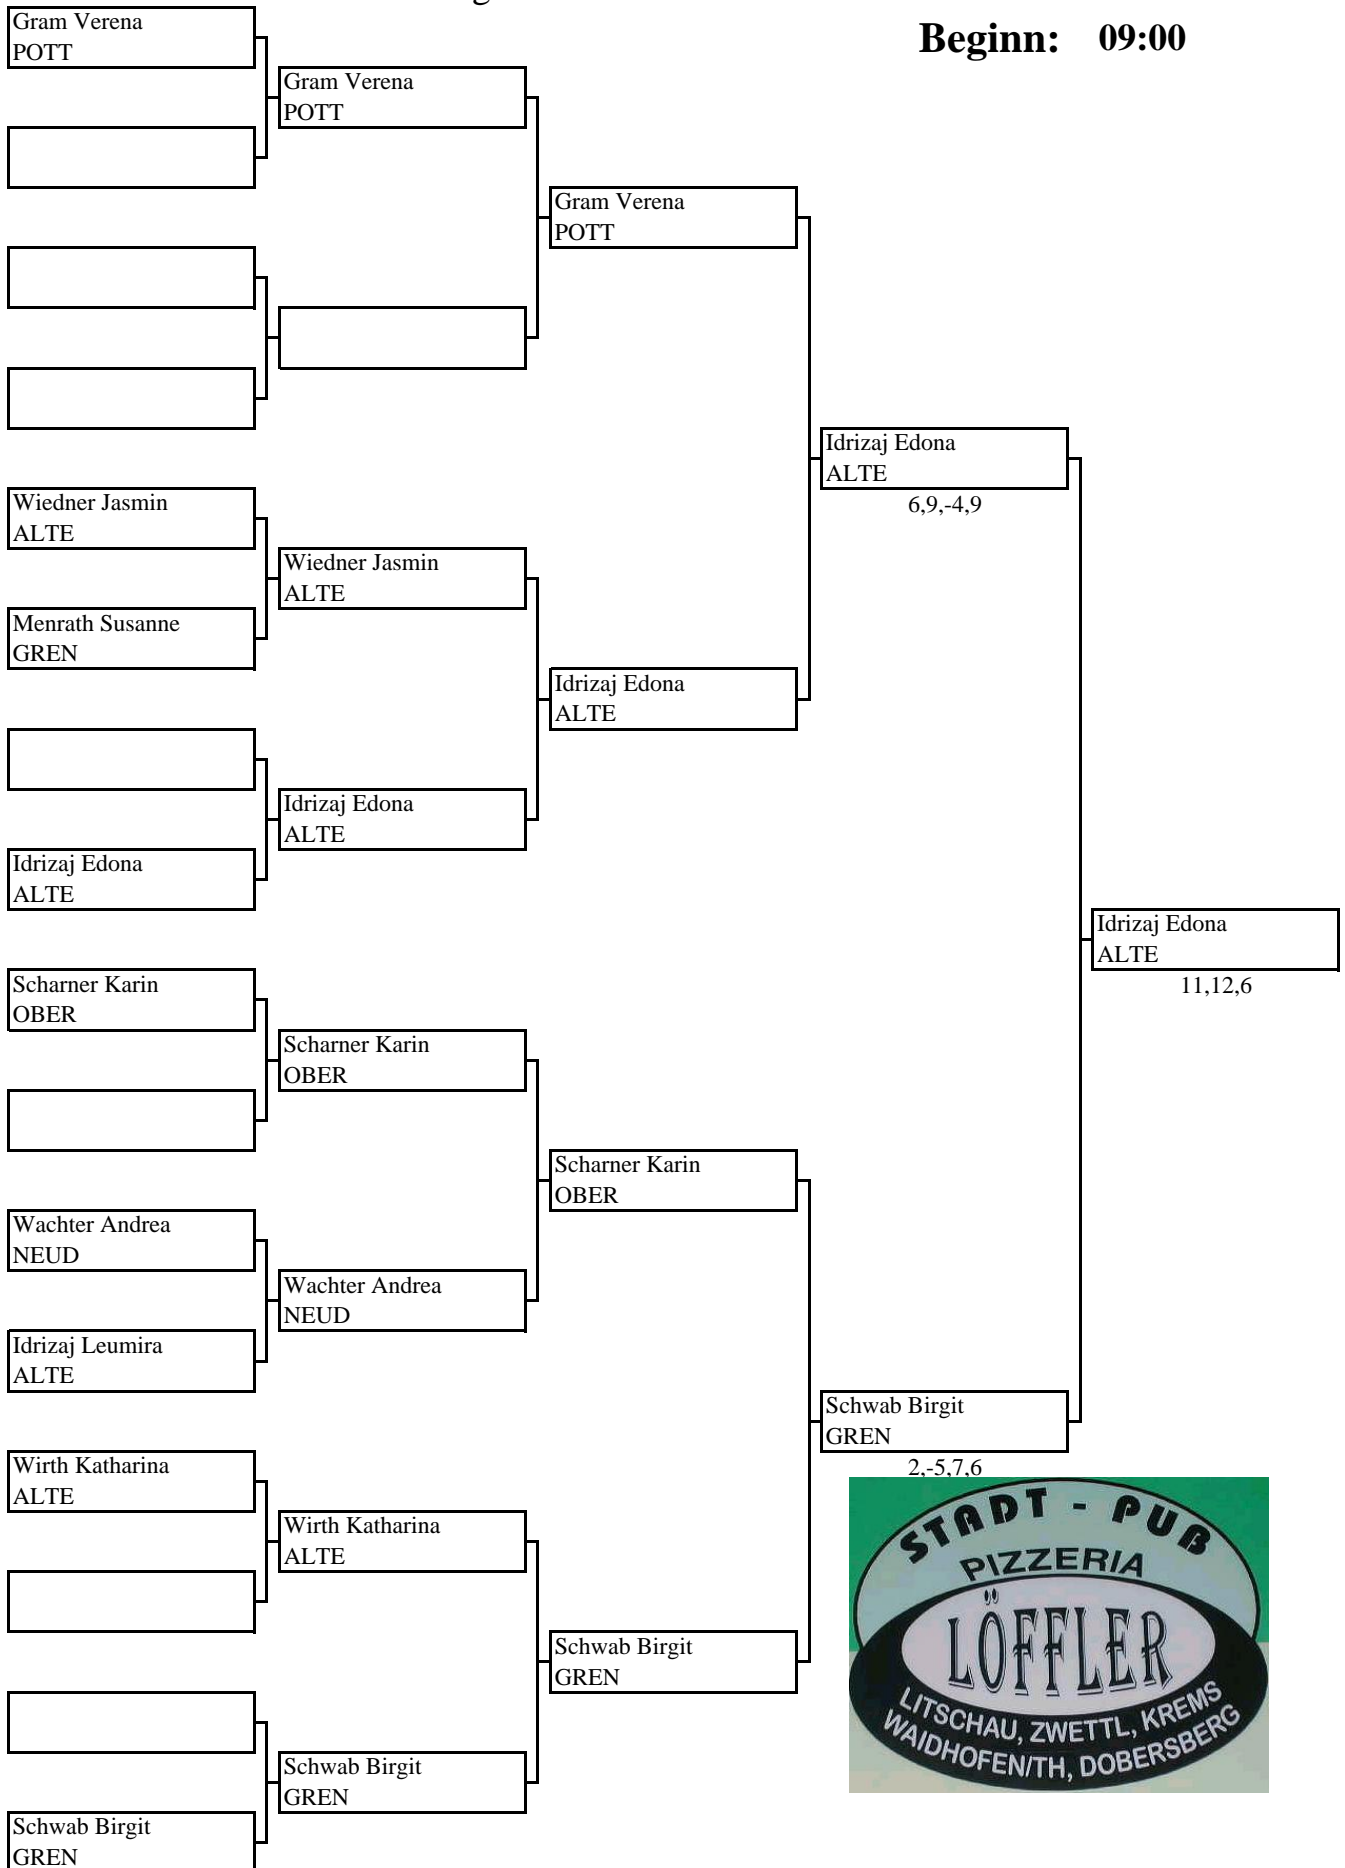 Beginn: 09:00
Gram Verena
POTT
Wiedner Jasmin
ALTE
Menrath Susanne
GREN
Idrizaj Edona
ALTE
Scharner Karin
OBER
Wachter Andrea
NEUD
Idrizaj Leumira
ALTE
Wirth Katharina
ALTE
Schwab Birgit
GREN
Gram Verena
POTT
Wiedner Jasmin
ALTE
Idrizaj Edona
ALTE
Scharner Karin
OBER
Wachter Andrea
NEUD
Wirth Katharina
ALTE
Schwab Birgit
GREN
Gram Verena
POTT
Idrizaj Edona
ALTE
Scharner Karin
OBER
Schwab Birgit
GREN
Idrizaj Edona
ALTE
6,9,-4,9
Schwab Birgit
GREN
2,-5,7,6
Idrizaj Edona
ALTE
11,12,6
STADT - PUB
PIZZERIA
LÖFFLER
LITSCHAU, ZWETTL, KREMS
WAIDHOFEN/TH, DOBERSBERG